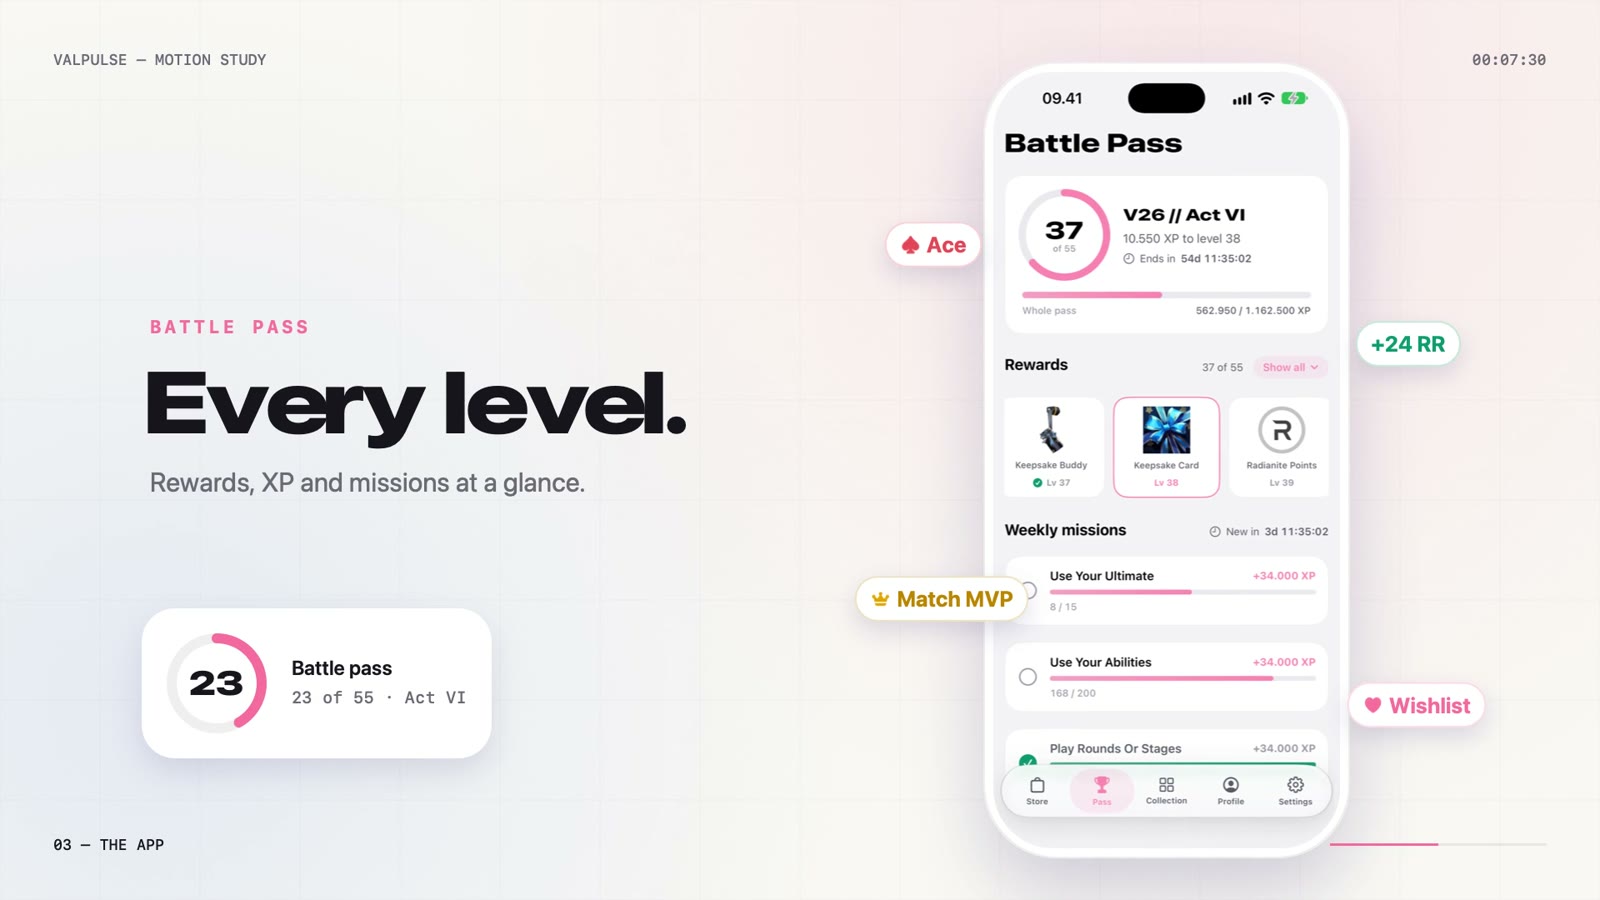 VALPULSE — MOTION STUDY
00:07:30
BATTLE PASS
Every level.
Rewards, XP and missions at a glance.
23
Battle pass
23 of 55 · Act VI
03 — THE APP
Ace
Match MVP
+24 RR
Wishlist
09.41
Battle Pass
37
of 55
V26 // Act VI
10.550 XP to level 38
Ends in 54d 11:35:02
Whole pass
562.950 / 1.162.500 XP
Rewards
37 of 55
Show all
Keepsake Buddy
Lv 37
Keepsake Card
Lv 38
Radianite Points
Lv 39
Weekly missions
New in 3d 11:35:02
Use Your Ultimate
+34.000 XP
8 / 15
Use Your Abilities
+34.000 XP
168 / 200
Play Rounds Or Stages
+34.000 XP
Store
Pass
Collection
Profile
Settings